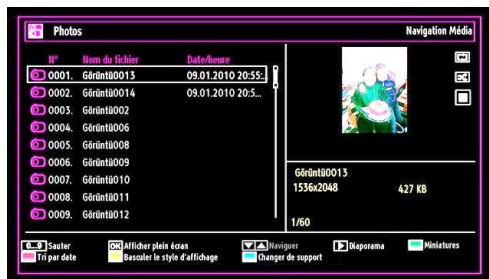 Photos
Navigation Média
N° Nom du fichier Date/heure
0001. Görüntü0013 09.01.2010 20:55:..
0002. Görüntü0014 09.01.2010 20:5...
0003. Görüntü002
0004. Görüntü006
0005. Görüntü008
0006. Görüntü009
0007. Görüntü010
0008. Görüntü011
0009. Görüntü012
Görüntü0013
1536x2048 427 KB
1/60
0...9 Sauter OK Afficher plein écran Naviguer Diaporama Miniatures
Tri par date Basculer le style d'affichage Changer de support